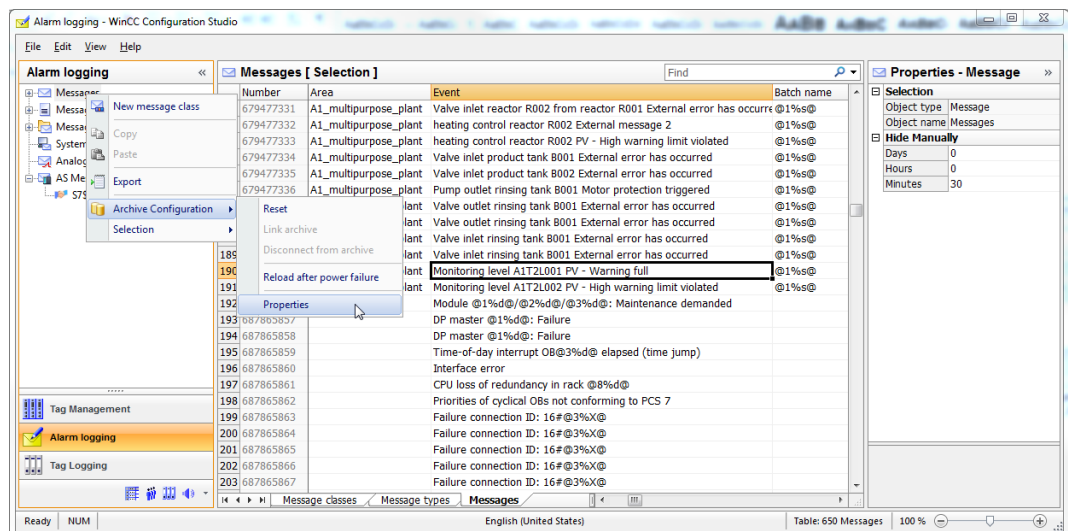 Alarm logging - WinCC Configuration Studio
File Edit View Help
Alarm logging «
Messages [ Selection ]
Find
Properties - Message »
Messages
Messa
Messa
System
Analog
AS Me
S79
New message class
Copy
Paste
Export
Archive Configuration
Selection
Reset
Link archive
Disconnect from archive
Reload after power failure
Properties
Number Area Event Batch name
679477331 A1_multipurpose_plant Valve inlet reactor R002 from reactor R001 External error has occurre @1%s@
679477332 A1_multipurpose_plant heating control reactor R002 External message 2 @1%s@
679477333 A1_multipurpose_plant heating control reactor R002 PV - High warning limit violated @1%s@
679477334 A1_multipurpose_plant Valve inlet product tank B001 External error has occurred @1%s@
679477335 A1_multipurpose_plant Valve inlet product tank B002 External error has occurred @1%s@
679477336 A1_multipurpose_plant Pump outlet rinsing tank B001 Motor protection triggered @1%s@
lant Valve outlet rinsing tank B001 External error has occurred @1%s@
lant Valve outlet rinsing tank B001 External error has occurred @1%s@
lant Valve inlet rinsing tank B001 External error has occurred @1%s@
189 lant Valve inlet rinsing tank B001 External error has occurred @1%s@
190 lant Monitoring level A1T2L001 PV - Warning full @1%s@
191 lant Monitoring level A1T2L002 PV - High warning limit violated @1%s@
192 Module @1%d@/@2%d@/@3%d@: Maintenance demanded
193 687865857 DP master @1%d@: Failure
194 687865858 DP master @1%d@: Failure
195 687865859 Time-of-day interrupt OB@3%d@ elapsed (time jump)
196 687865860 Interface error
197 687865861 CPU loss of redundancy in rack @8%d@
198 687865862 Priorities of cyclical OBs not conforming to PCS 7
199 687865863 Failure connection ID: 16#@3%X@
200 687865864 Failure connection ID: 16#@3%X@
201 687865865 Failure connection ID: 16#@3%X@
202 687865866 Failure connection ID: 16#@3%X@
203 687865867 Failure connection ID: 16#@3%X@
Selection
Object type Message
Object name Messages
Hide Manually
Days 0
Hours 0
Minutes 30
Tag Management
Alarm logging
Tag Logging
Message classes Message types Messages
Ready NUM English (United States) Table: 650 Messages 100 %